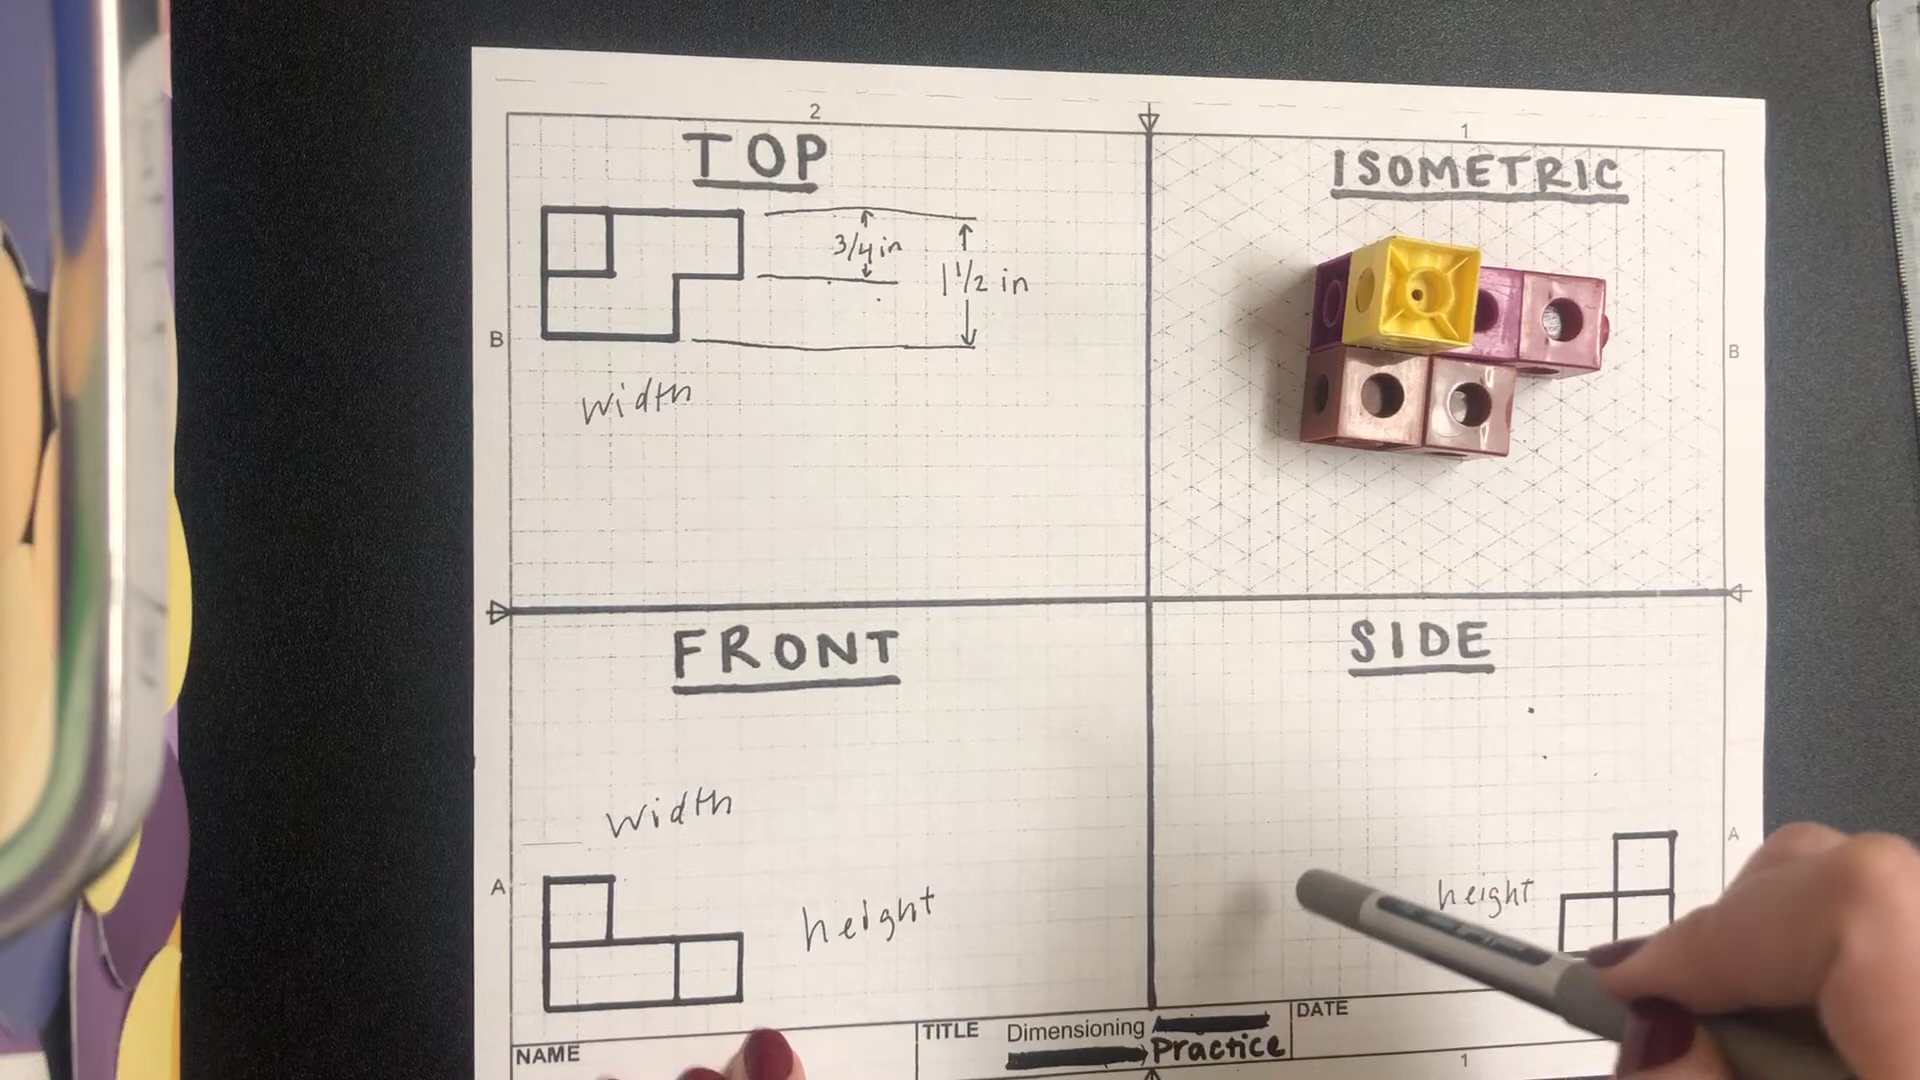 2
1
TOP
ISOMETRIC
3/4 in
1 1/2 in
B
B
width
FRONT
SIDE
width
A
A
height
height
NAME
TITLE Dimensioning
Practice
DATE
1